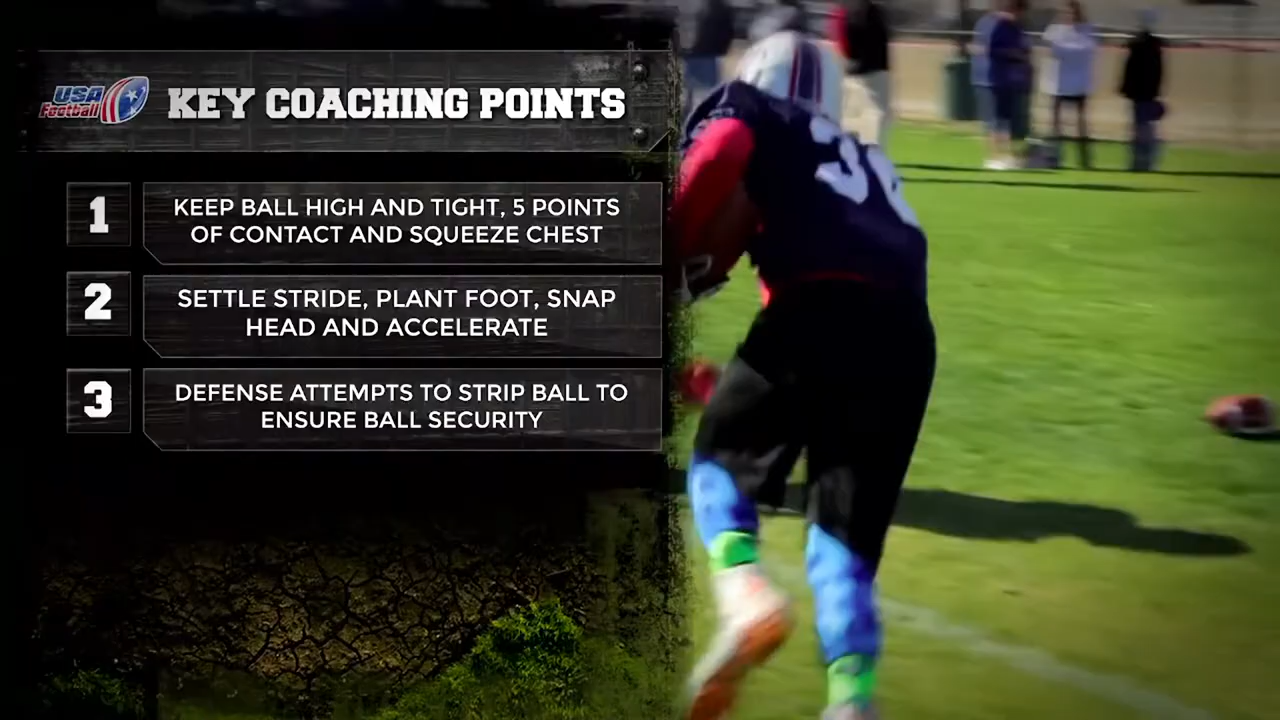 USA
Football
KEY COACHING POINTS
1
KEEP BALL HIGH AND TIGHT, 5 POINTS
OF CONTACT AND SQUEEZE CHEST
2
SETTLE STRIDE, PLANT FOOT, SNAP
HEAD AND ACCELERATE
3
DEFENSE ATTEMPTS TO STRIP BALL TO
ENSURE BALL SECURITY